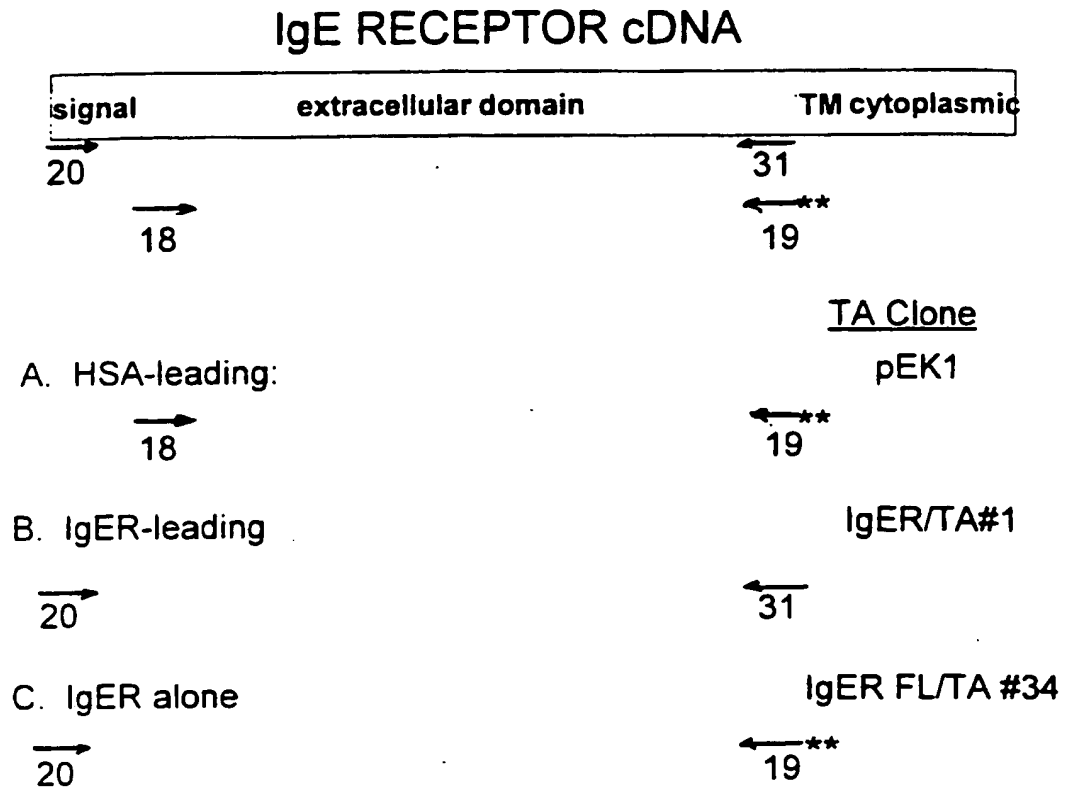 IgE RECEPTOR cDNA
signal extracellular domain TM cytoplasmic
20 31
18 19 **
TA Clone
A. HSA-leading: pEK1
18 19 **
B. IgER-leading IgER/TA#1
20 31
C. IgER alone IgER FL/TA #34
20 19 **